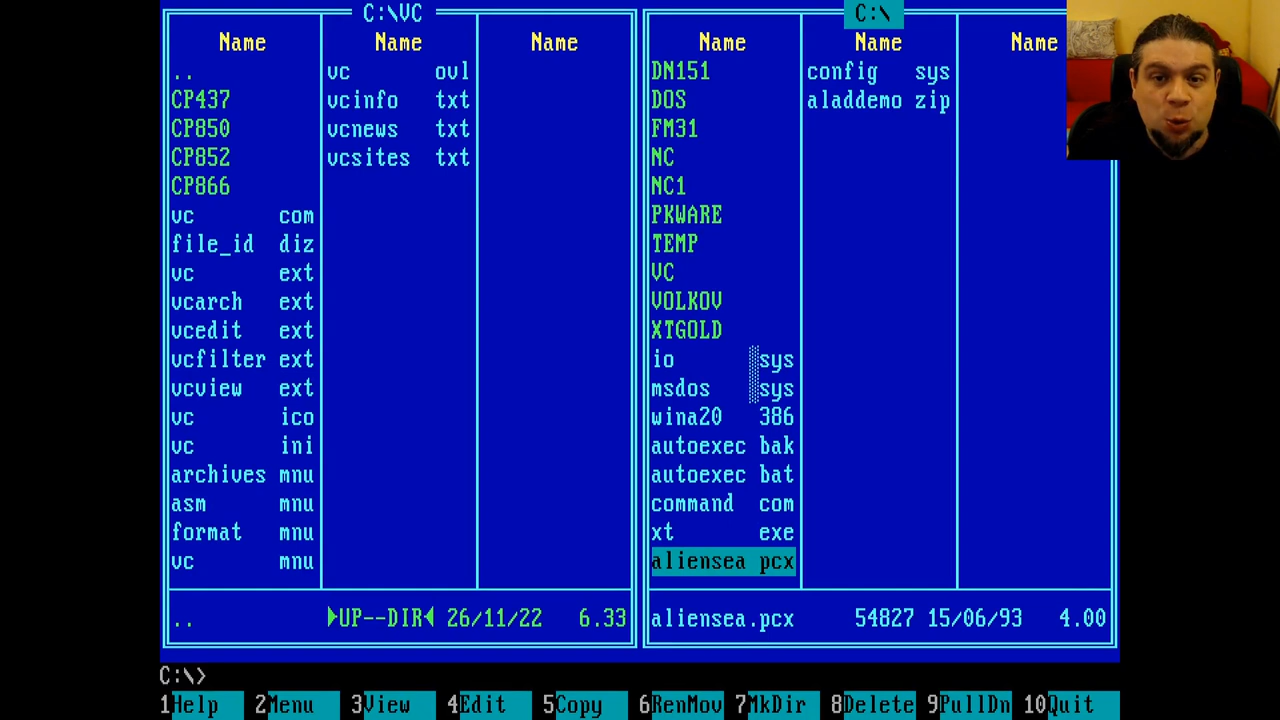 C:\VC
Name Name Name
.. vc ovl
CP437 vcinfo txt
CP850 vcnews txt
CP852 vcsites txt
CP866
vc com
file_id diz
vc ext
vcarch ext
vcedit ext
vcfilter ext
vcview ext
vc ico
vc ini
archives mnu
asm mnu
format mnu
vc mnu
.. ►UP--DIR◄ 26/11/22 6.33
C:\
Name Name Name
DN151 config sys
DOS aladdemo zip
FM31
NC
NC1
PKWARE
TEMP
VC
VOLKOV
XTGOLD
io ▒sys
msdos ▒sys
wina20 386
autoexec bak
autoexec bat
command com
xt exe
aliensea pcx
aliensea.pcx 54827 15/06/93 4.00
C:\>
1Help 2Menu 3View 4Edit 5Copy 6RenMov 7MkDir 8Delete 9PullDn 10Quit